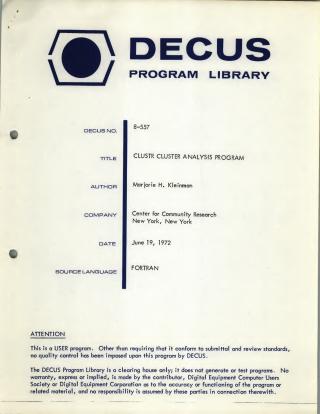 DECUS
PROGRAM LIBRARY
DECUS NO. 8-557
TITLE CLUSTR CLUSTER ANALYSIS PROGRAM
AUTHOR Marjorie H. Kleinman
COMPANY Center for Community Research
New York, New York
DATE June 19, 1972
SOURCE LANGUAGE FORTRAN
ATTENTION
This is a USER program. Other than requiring that it conform to submittal and review standards,
no quality control has been imposed upon this program by DECUS.
The DECUS Program Library is a clearing house only; it does not generate or test programs. No
warranty, express or implied, is made by the contributor, Digital Equipment Computer Users
Society or Digital Equipment Corporation as to the accuracy or functioning of the program or
related material, and no responsibility is assumed by these parties in connection therewith.